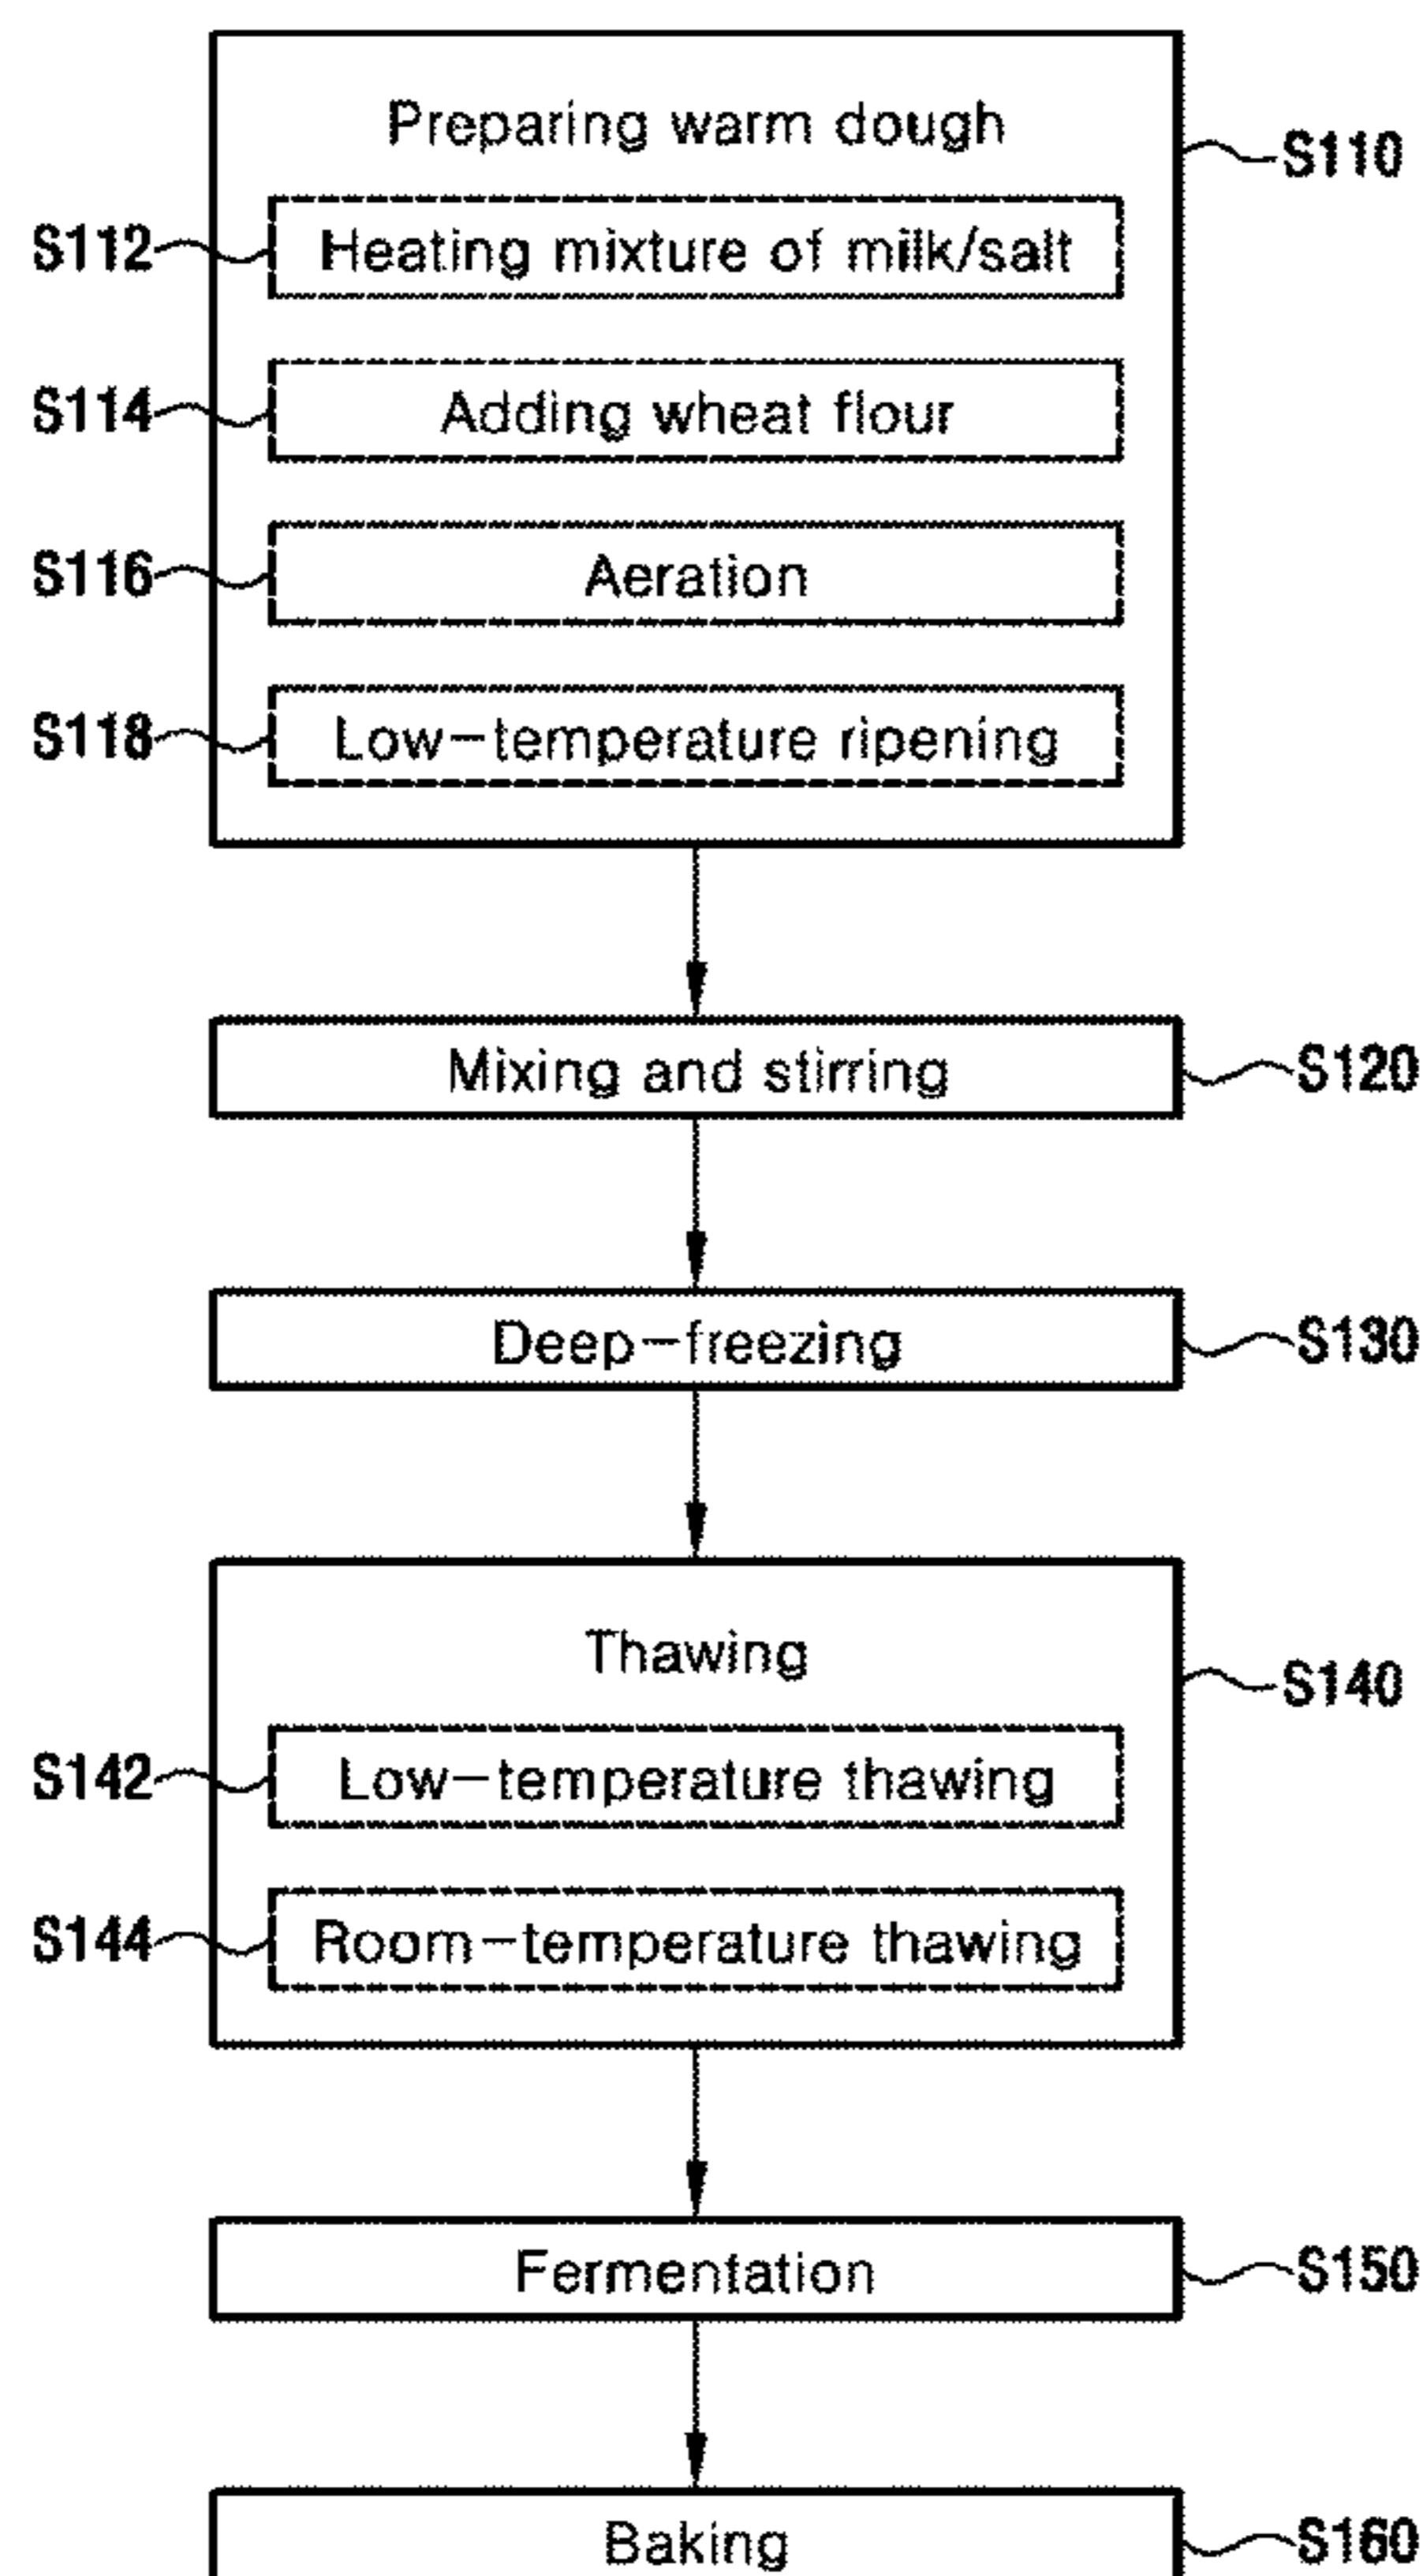 Preparing warm dough
S110
S112
Heating mixture of milk/salt
S114
Adding wheat flour
S116
Aeration
S118
Low-temperature ripening
Mixing and stirring
S120
Deep-freezing
S130
Thawing
S140
S142
Low-temperature thawing
S144
Room-temperature thawing
Fermentation
S150
Baking
S160